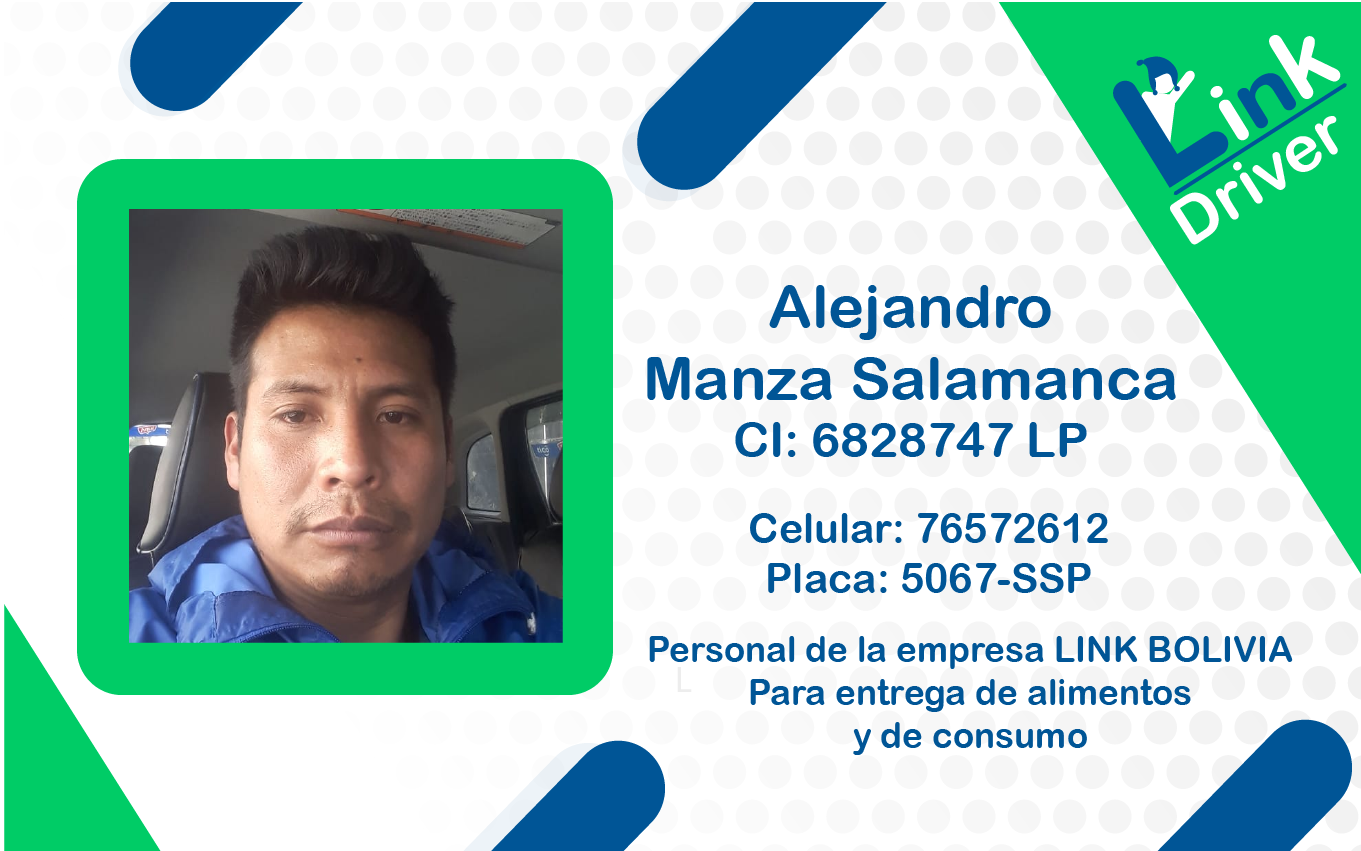 Link
Driver
Alejandro
Manza Salamanca
CI: 6828747 LP
Celular: 76572612
Placa: 5067-SSP
Personal de la empresa LINK BOLIVIA
L
Para entrega de alimentos
y de consumo
tigo